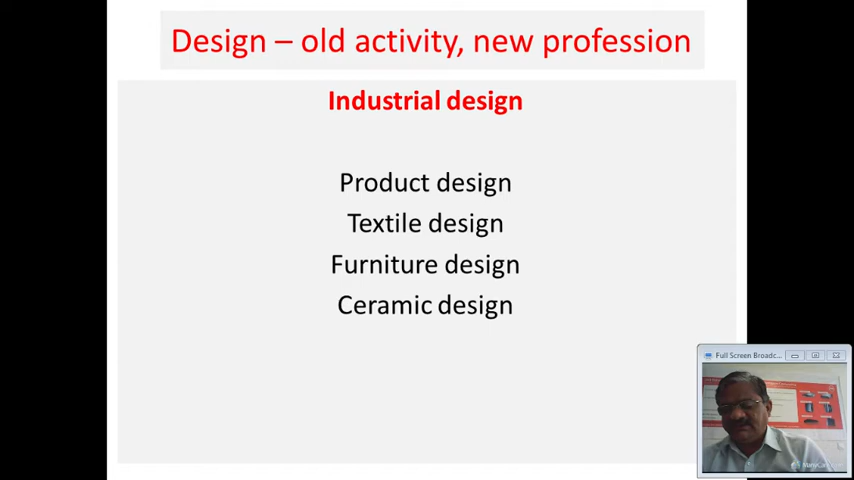 Design – old activity, new profession
Industrial design
Product design
Textile design
Furniture design
Ceramic design
Full Screen Broadc...